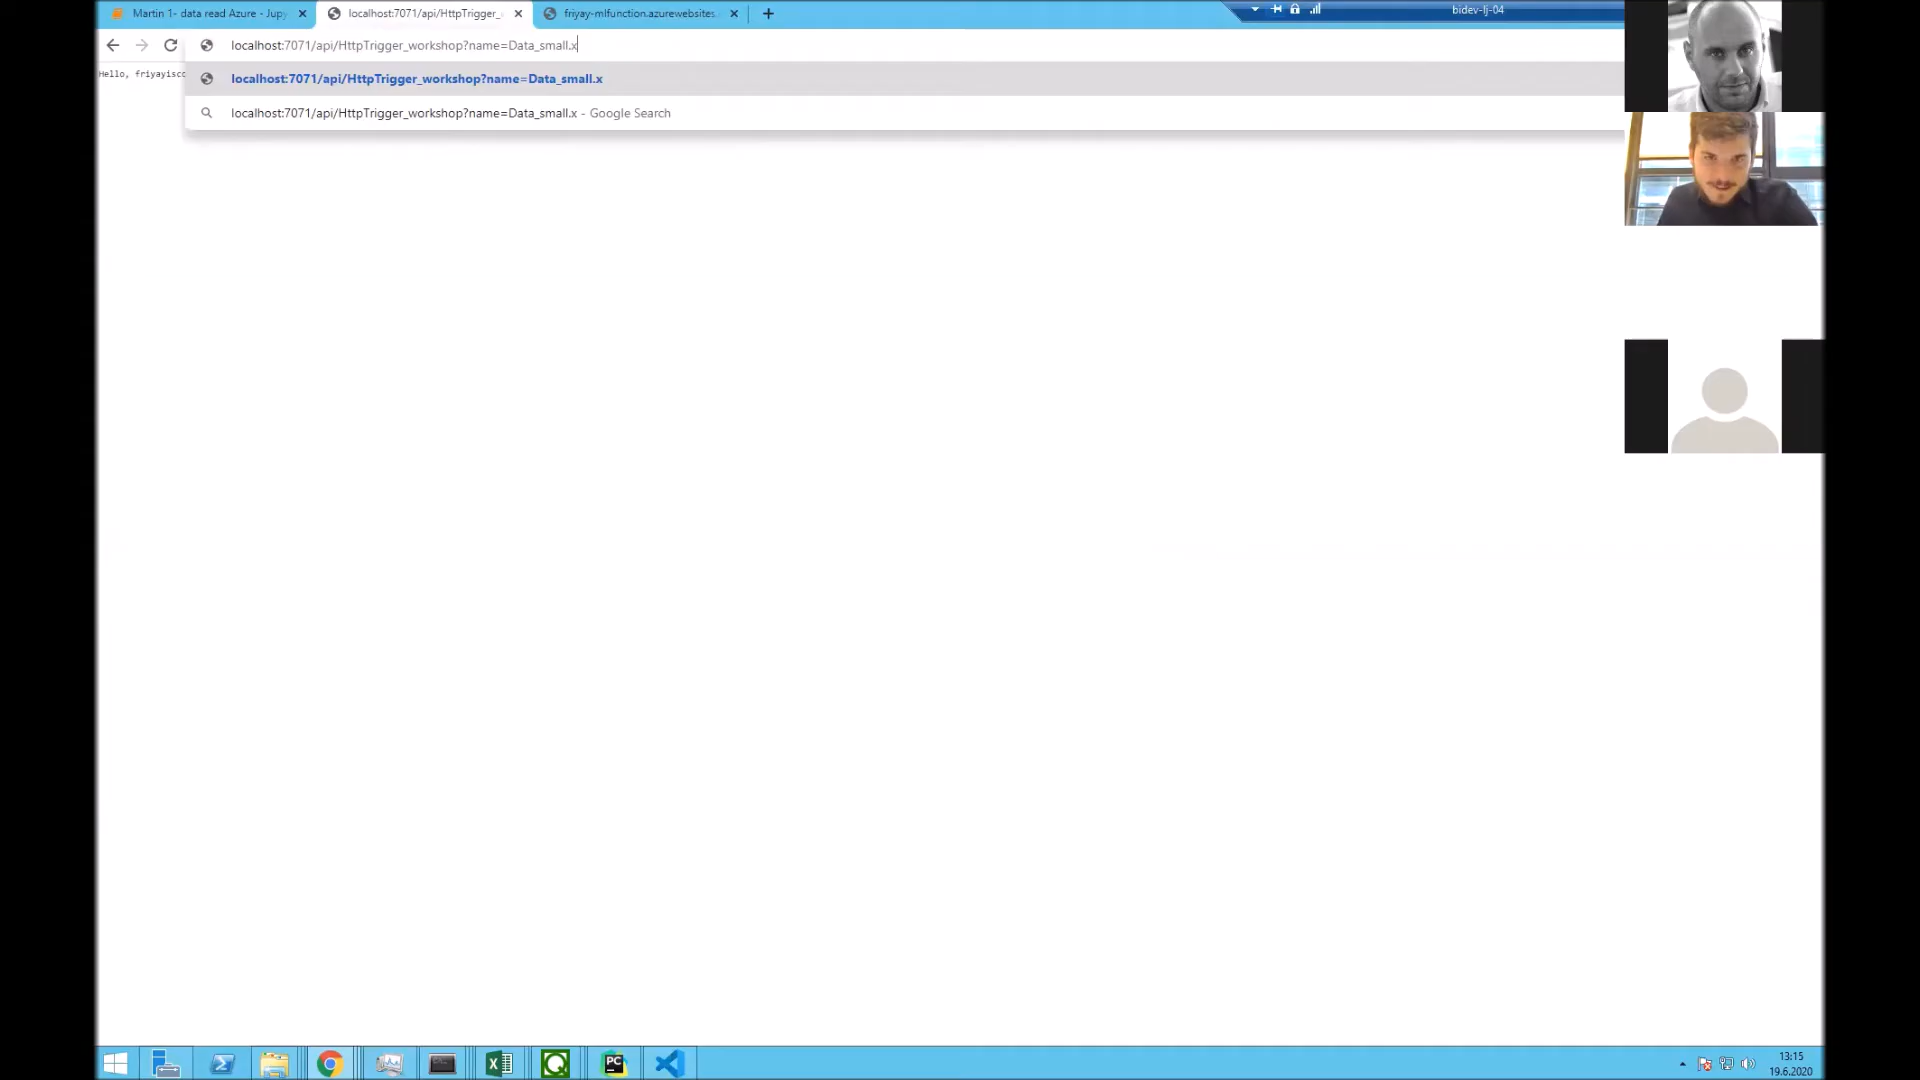 Martin 1- data read Azure - Jupy
localhost:7071/api/HttpTrigger_
friyay-mlfunction.azurewebsites.
bidev-lj-04
localhost:7071/api/HttpTrigger_workshop?name=Data_small.x
Hello, friyayisco
localhost:7071/api/HttpTrigger_workshop?name=Data_small.x
localhost:7071/api/HttpTrigger_workshop?name=Data_small.x - Google Search
PC
13:15
19.6.2020